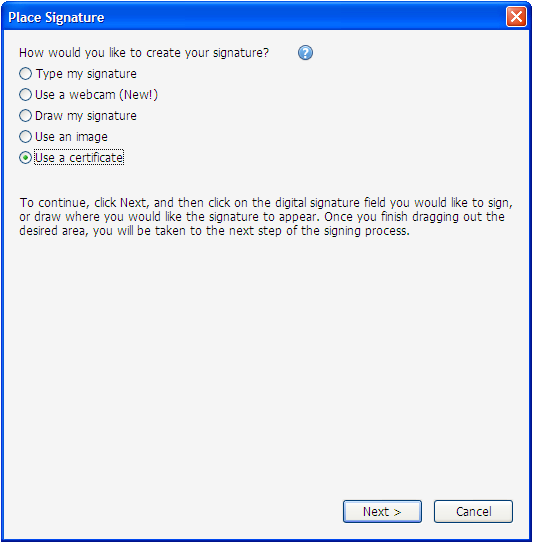 Place Signature
How would you like to create your signature? ?
Type my signature
Use a webcam (New!)
Draw my signature
Use an image
Use a certificate
To continue, click Next, and then click on the digital signature field you would like to sign,
or draw where you would like the signature to appear. Once you finish dragging out the
desired area, you will be taken to the next step of the signing process.
Next > Cancel